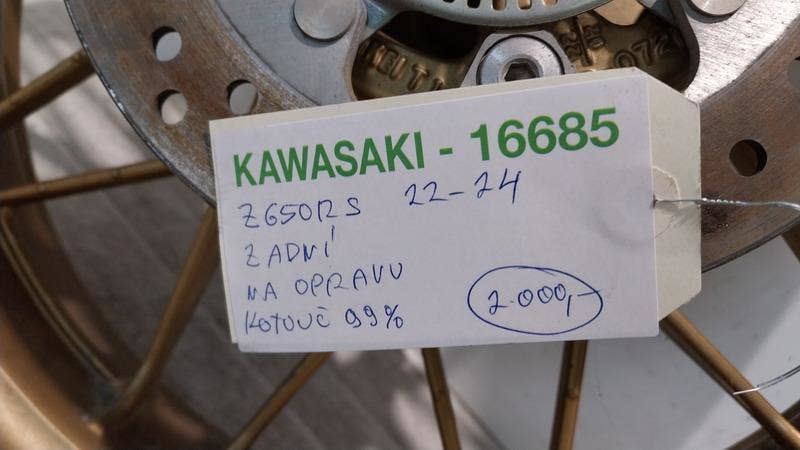 KAWASAKI - 16685
Z650RS 22-24
ZADNÍ
NA OPRAVU
KOTOUČ 99%
2.000,-